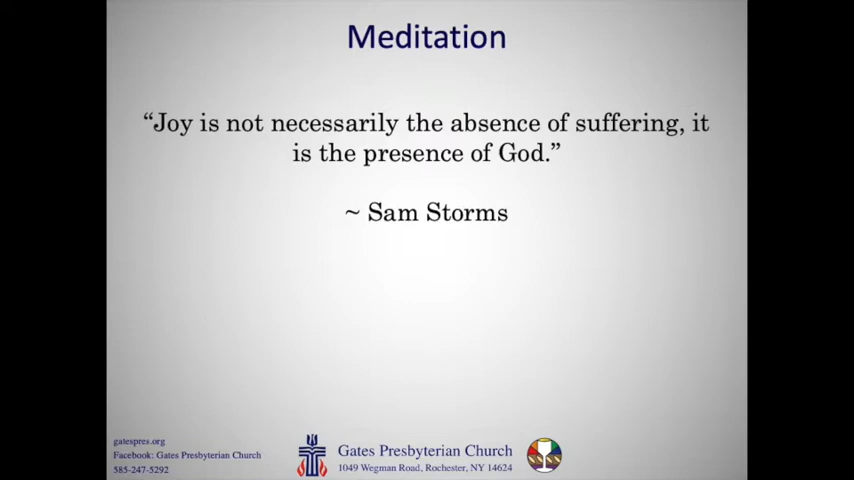 Meditation
“Joy is not necessarily the absence of suffering, it
is the presence of God.”
~ Sam Storms
gatespres.org
Facebook: Gates Presbyterian Church
585-247-5292
Gates Presbyterian Church
1049 Wegman Road, Rochester, NY 14624